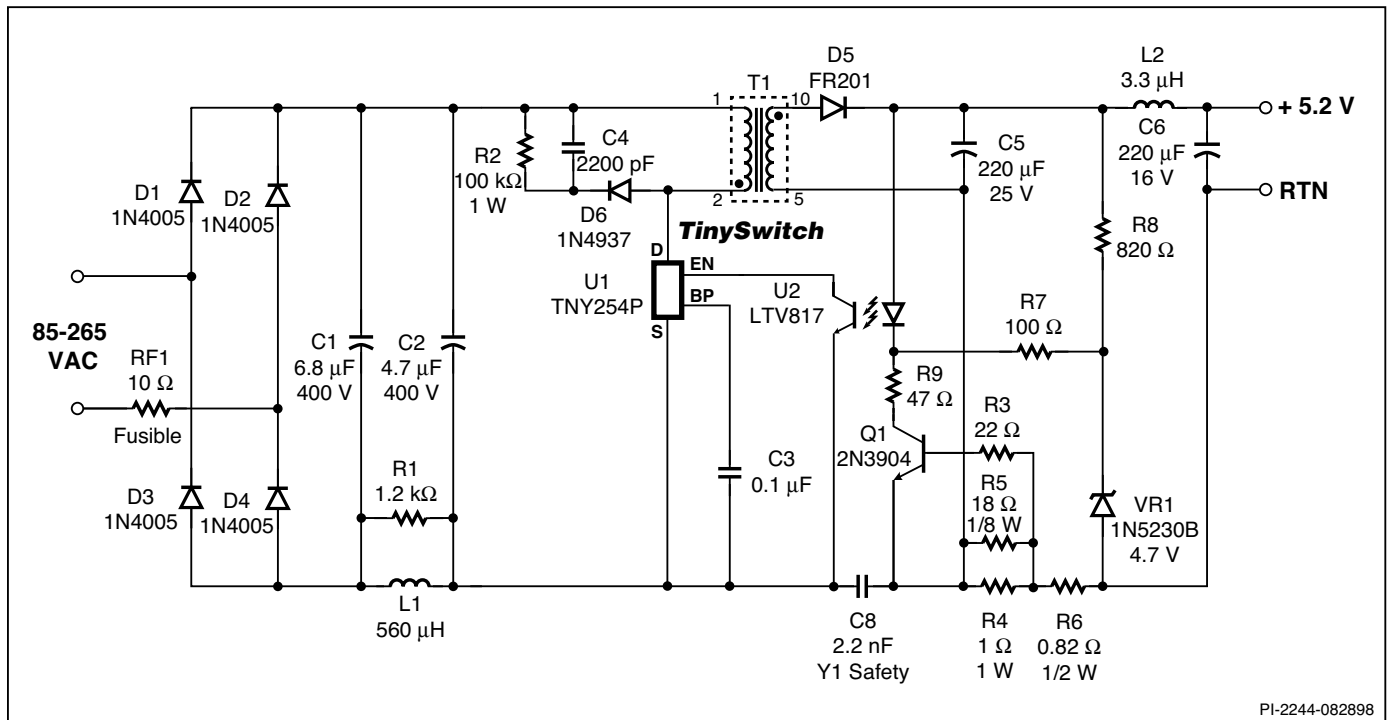 D5
FR201
L2
3.3 µH
T1
1
10
+ 5.2 V
C4
2200 pF
R2
100 kΩ
1 W
C5
220 µF
25 V
C6
220 µF
16 V
D1
1N4005
D2
1N4005
2
5
RTN
D6
1N4937
TinySwitch
R8
820 Ω
D
EN
U1
TNY254P
BP
S
U2
LTV817
R7
100 Ω
85-265
VAC
RF1
10 Ω
Fusible
C1
6.8 µF
400 V
C2
4.7 µF
400 V
R9
47 Ω
R3
22 Ω
Q1
2N3904
C3
0.1 µF
R1
1.2 kΩ
D3
1N4005
D4
1N4005
R5
18 Ω
1/8 W
VR1
1N5230B
4.7 V
L1
560 µH
C8
2.2 nF
Y1 Safety
R4
1 Ω
1 W
R6
0.82 Ω
1/2 W
PI-2244-082898